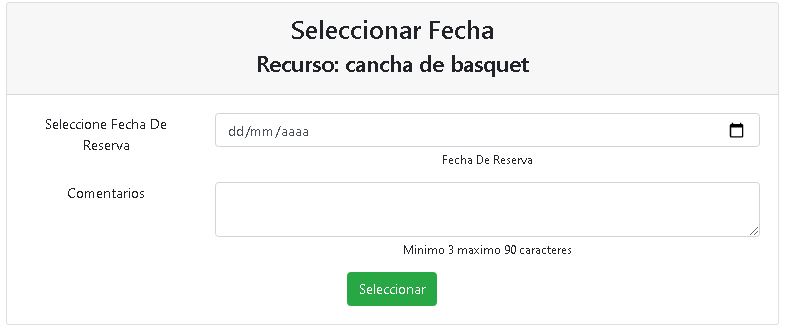 Seleccionar Fecha
Recurso: cancha de basquet
Seleccione Fecha De
Reserva
dd/mm/aaaa
Fecha De Reserva
Comentarios
Minimo 3 maximo 90 caracteres
Seleccionar